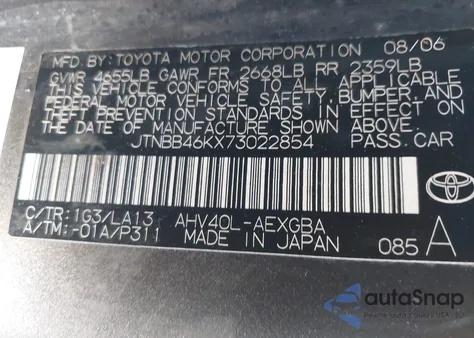 MFD. BY: TOYOTA MOTOR CORPORATION 08/06
GVWR 4655LB GAWR FR 2668LB RR 2359LB
THIS VEHICLE CONFORMS TO ALL APPLICABLE
FEDERAL MOTOR VEHICLE SAFETY, BUMPER, AND
THEFT PREVENTION STANDARDS IN EFFECT ON
THE DATE OF MANUFACTURE SHOWN ABOVE.
JTNBB46KX73022854 PASS. CAR
C/TR: 1G3/LA13 AHV40L-AEXGBA
A/TM: -01A/P311 MADE IN JAPAN 085 A
TOYOTA
autoSnap